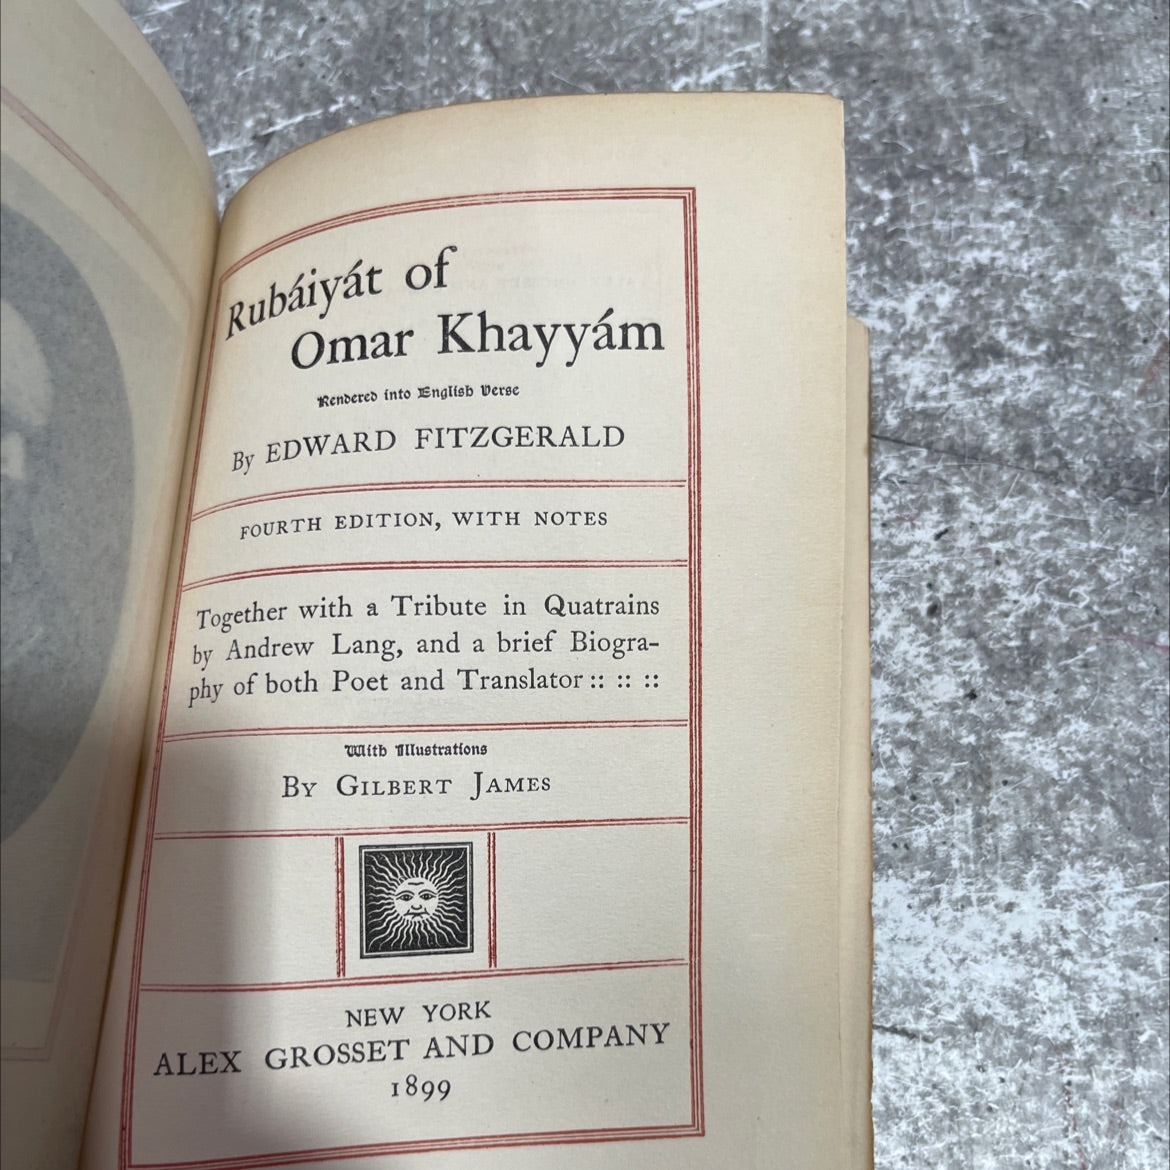 Rubáiyát of
Omar Khayyám
Rendered into English Verse
By EDWARD FITZGERALD
FOURTH EDITION, WITH NOTES
Together with a Tribute in Quatrains
by Andrew Lang, and a brief Biogra-
phy of both Poet and Translator :: :: ::
With Illustrations
By Gilbert James
NEW YORK
ALEX GROSSET AND COMPANY
1899